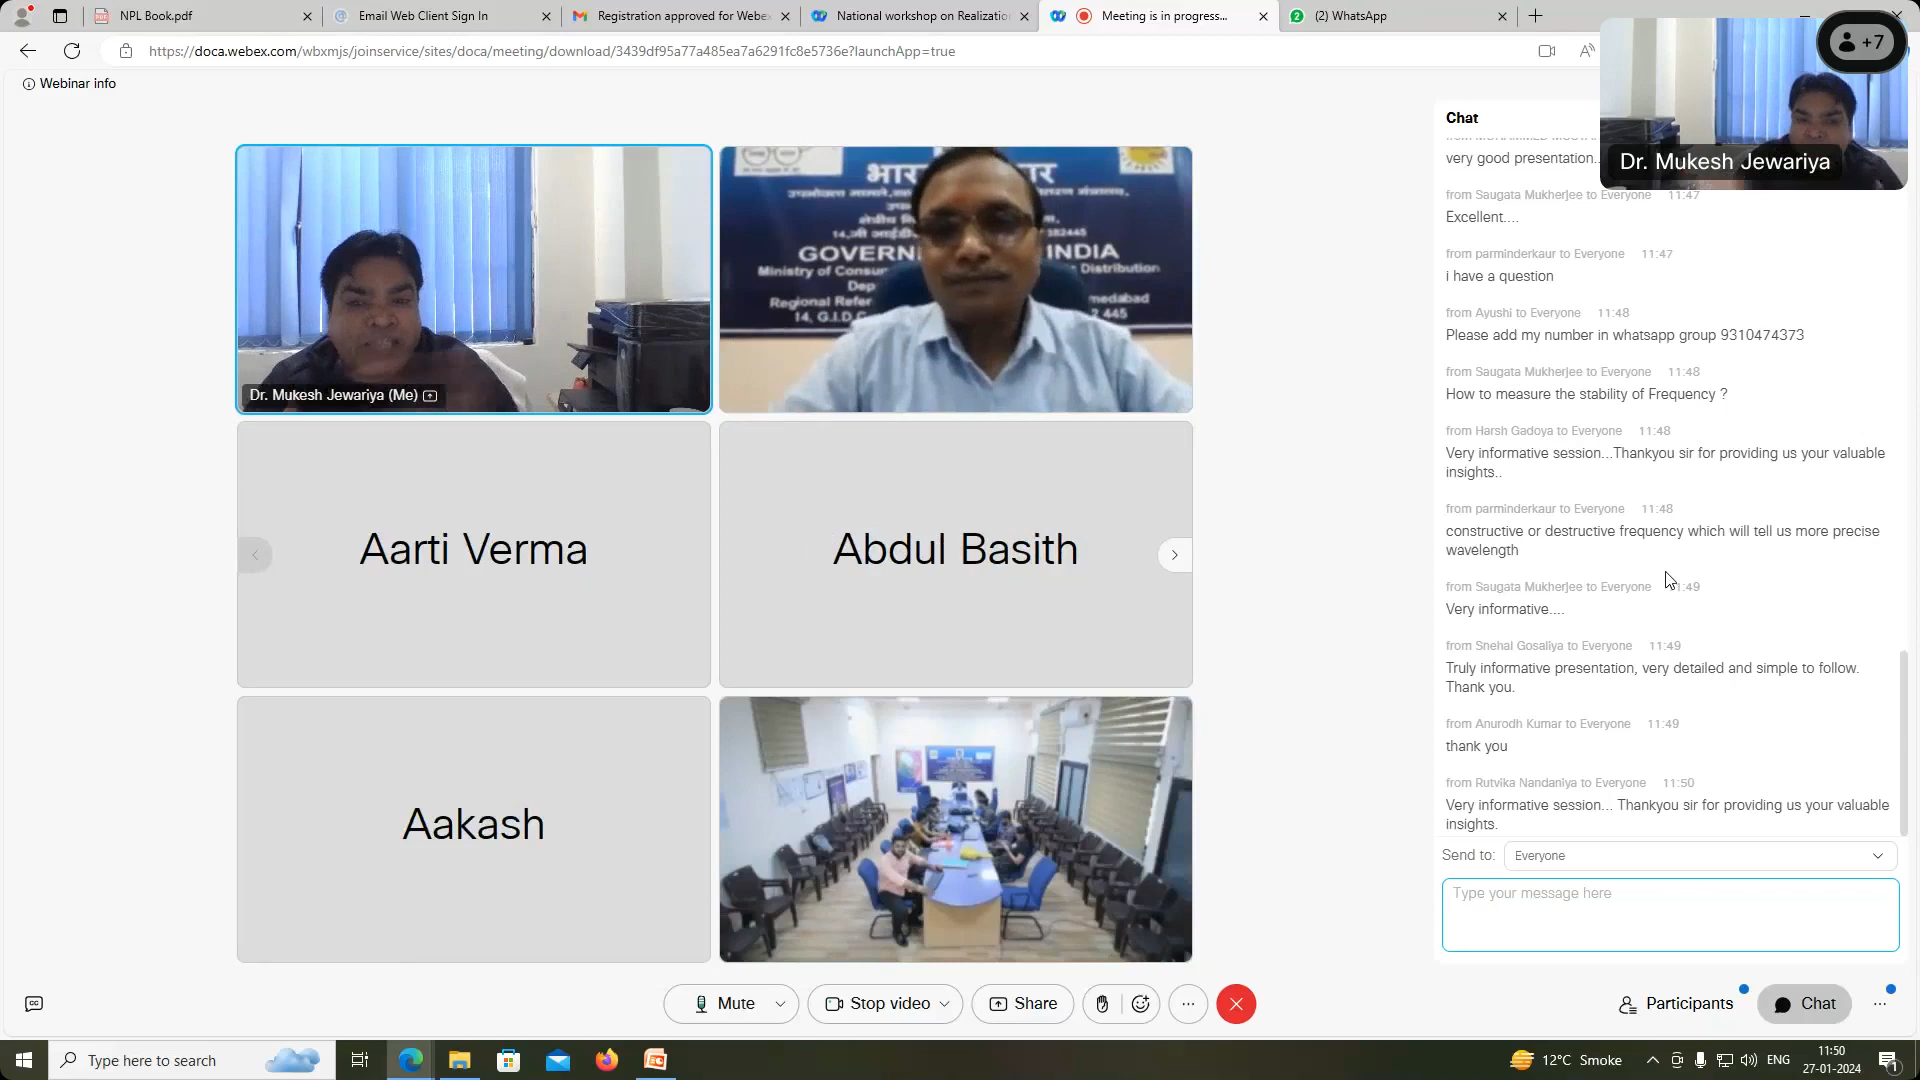 NPL Book.pdf
Email Web Client Sign In
Registration approved for Webex
National workshop on Realizatio
Meeting is in progress...
(2) WhatsApp
+7
https://doca.webex.com/wbxmjs/joinservice/sites/doca/meeting/download/3439df95a77a485ea7a6291fc8e5736e?launchApp=true
Webinar info
Dr. Mukesh Jewariya
Dr. Mukesh Jewariya (Me)
GOVERN INDIA
Ministry of Consu Distribution
Dep
Regional Refer medabad
14, G.I.D.C 2 445
Aarti Verma
Abdul Basith
Aakash
Chat
very good presentation..
from Saugata Mukherjee to Everyone 11:47
Excellent....
from parminderkaur to Everyone 11:47
i have a question
from Ayushi to Everyone 11:48
Please add my number in whatsapp group 9310474373
from Saugata Mukherjee to Everyone 11:48
How to measure the stability of Frequency ?
from Harsh Gadoya to Everyone 11:48
Very informative session...Thankyou sir for providing us your valuable
insights..
from parminderkaur to Everyone 11:48
constructive or destructive frequency which will tell us more precise
wavelength
from Saugata Mukherjee to Everyone :49
Very informative....
from Snehal Gosaliya to Everyone 11:49
Truly informative presentation, very detailed and simple to follow.
Thank you.
from Anurodh Kumar to Everyone 11:49
thank you
from Rutvika Nandaniya to Everyone 11:50
Very informative session... Thankyou sir for providing us your valuable
insights.
Send to: Everyone
Type your message here
Mute
Stop video
Share
Participants
Chat
Type here to search
12°C Smoke
ENG
11:50
27-01-2024
1